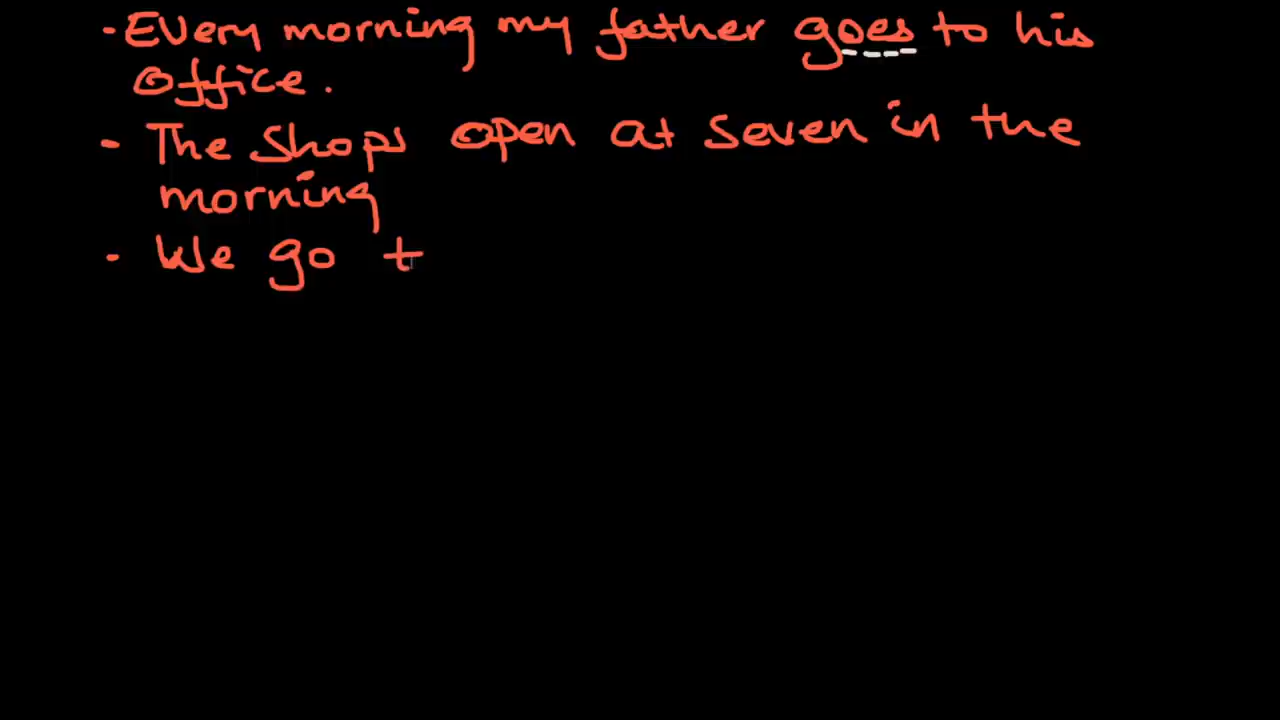 - Every morning my father goes to his
office.
- The Shops open at seven in the
morning
- We go t